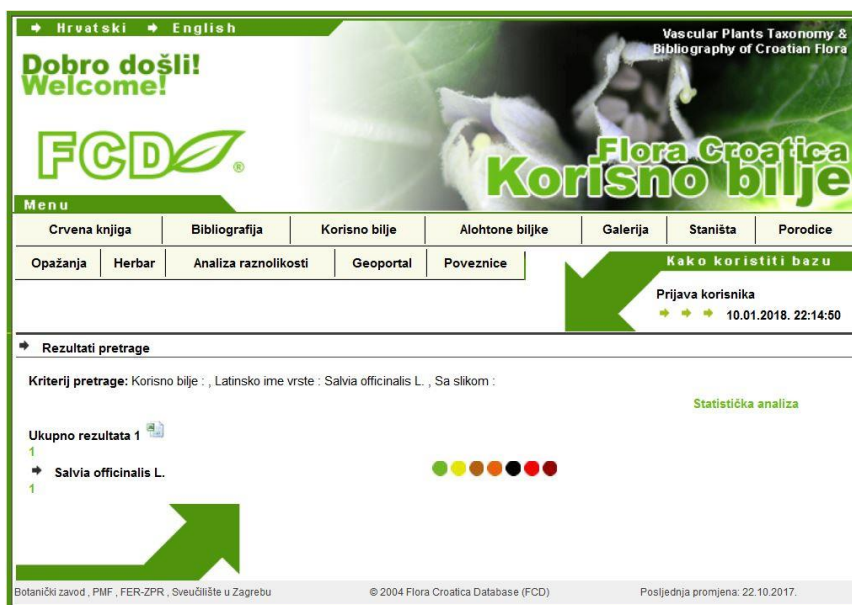 Hrvatski English
Vascular Plants Taxonomy &
Bibliography of Croatian Flora
Dobro došli!
Welcome!
FCD ®
Flora Croatica
Korisno bilje
Menu
Crvena knjiga Bibliografija Korisno bilje Alohtone biljke Galerija Staništa Porodice
Opažanja Herbar Analiza raznolikosti Geoportal Poveznice
Kako koristiti bazu
Prijava korisnika
10.01.2018. 22:14:50
Rezultati pretrage
Kriterij pretrage: Korisno bilje : , Latinsko ime vrste : Salvia officinalis L. , Sa slikom :
Statistička analiza
Ukupno rezultata 1
1
Salvia officinalis L.
1
Botanički zavod , PMF , FER-ZPR , Sveučilište u Zagrebu © 2004 Flora Croatica Database (FCD) Posljednja promjena: 22.10.2017.